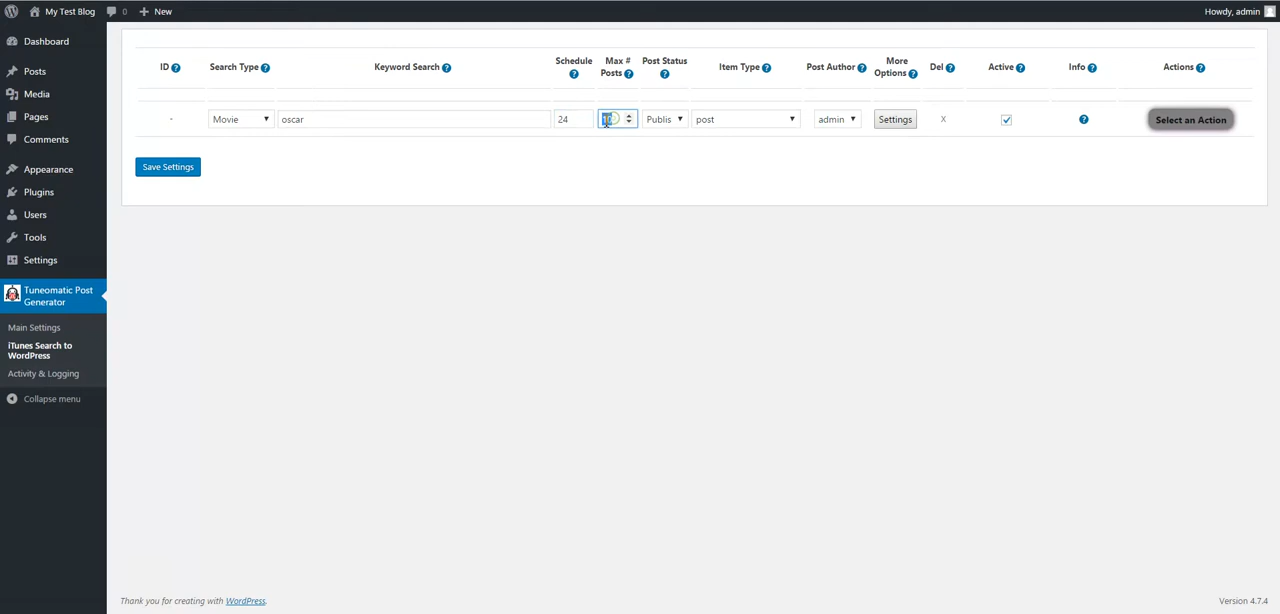 My Test Blog
0
New
Howdy, admin
Dashboard
Posts
Media
Pages
Comments
Appearance
Plugins
Users
Tools
Settings
Tuneomatic Post
Generator
Main Settings
iTunes Search to
WordPress
Activity & Logging
Collapse menu
ID
Search Type
Keyword Search
Schedule
Max #
Posts
Post Status
Item Type
Post Author
More
Options
Del
Active
Info
Actions
-
Movie
oscar
24
10
Publis
post
admin
Settings
X
Select an Action
Save Settings
Thank you for creating with WordPress.
Version 4.7.4